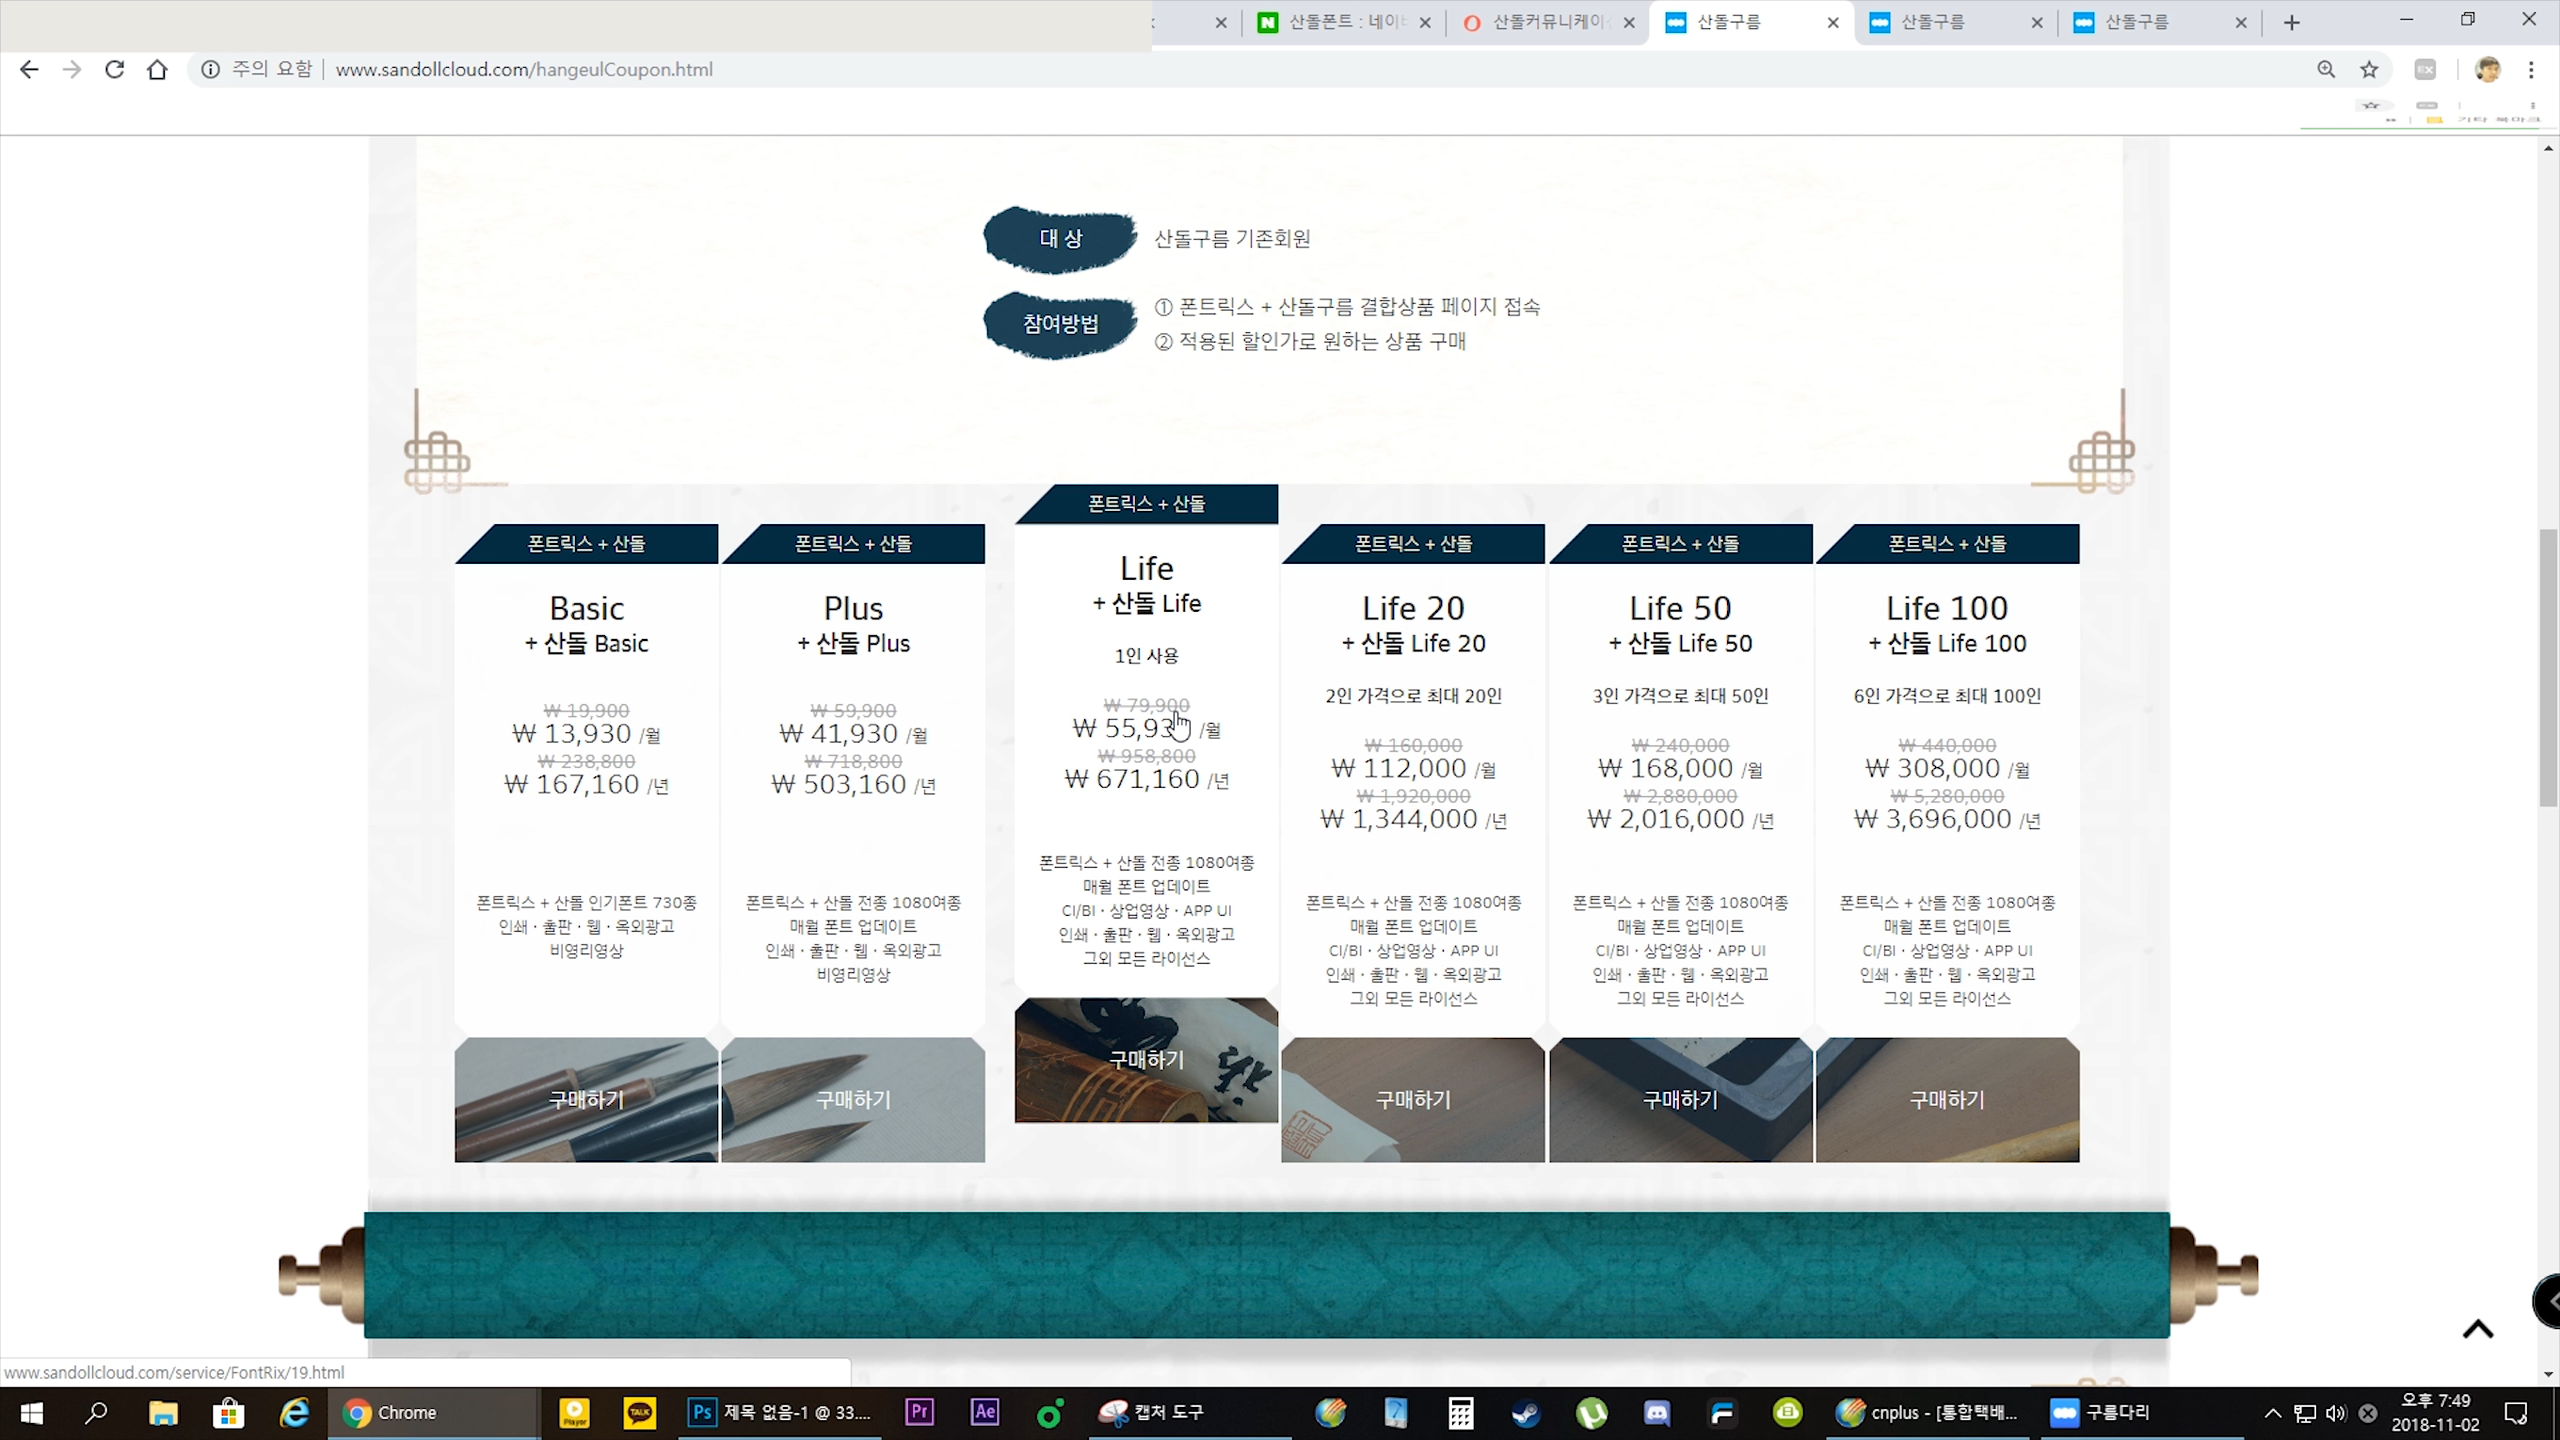 산돌폰트 : 네이버
산돌커뮤니케이션
산돌구름
산돌구름
산돌구름
주의 요함
www.sandollcloud.com/hangeulCoupon.html
대 상
산돌구름 기존회원
참여방법
① 폰트릭스 + 산돌구름 결합상품 페이지 접속
② 적용된 할인가로 원하는 상품 구매
폰트릭스 + 산돌
Basic
+ 산돌 Basic
₩ 19,900
₩ 13,930 /월
₩ 238,800
₩ 167,160 /년
폰트릭스 + 산돌 인기폰트 730종
인쇄 · 출판 · 웹 · 옥외광고
비영리영상
구매하기
폰트릭스 + 산돌
Plus
+ 산돌 Plus
₩ 59,900
₩ 41,930 /월
₩ 718,800
₩ 503,160 /년
폰트릭스 + 산돌 전종 1080여종
매월 폰트 업데이트
인쇄 · 출판 · 웹 · 옥외광고
비영리영상
구매하기
폰트릭스 + 산돌
Life
+ 산돌 Life
1인 사용
₩ 79,900
₩ 55,93 /월
₩ 958,800
₩ 671,160 /년
폰트릭스 + 산돌 전종 1080여종
매월 폰트 업데이트
CI/BI · 상업영상 · APP UI
인쇄 · 출판 · 웹 · 옥외광고
그외 모든 라이선스
구매하기
폰트릭스 + 산돌
Life 20
+ 산돌 Life 20
2인 가격으로 최대 20인
₩ 160,000
₩ 112,000 /월
₩ 1,920,000
₩ 1,344,000 /년
폰트릭스 + 산돌 전종 1080여종
매월 폰트 업데이트
CI/BI · 상업영상 · APP UI
인쇄 · 출판 · 웹 · 옥외광고
그외 모든 라이선스
구매하기
폰트릭스 + 산돌
Life 50
+ 산돌 Life 50
3인 가격으로 최대 50인
₩ 240,000
₩ 168,000 /월
₩ 2,880,000
₩ 2,016,000 /년
폰트릭스 + 산돌 전종 1080여종
매월 폰트 업데이트
CI/BI · 상업영상 · APP UI
인쇄 · 출판 · 웹 · 옥외광고
그외 모든 라이선스
구매하기
폰트릭스 + 산돌
Life 100
+ 산돌 Life 100
6인 가격으로 최대 100인
₩ 440,000
₩ 308,000 /월
₩ 5,280,000
₩ 3,696,000 /년
폰트릭스 + 산돌 전종 1080여종
매월 폰트 업데이트
CI/BI · 상업영상 · APP UI
인쇄 · 출판 · 웹 · 옥외광고
그외 모든 라이선스
구매하기
www.sandollcloud.com/service/FontRix/19.html
Chrome
Player
TALK
Ps
제목 없음-1 @ 33....
Pr
Ae
캡처 도구
cnplus - [통합택배...
구름다리
오후 7:49
2018-11-02